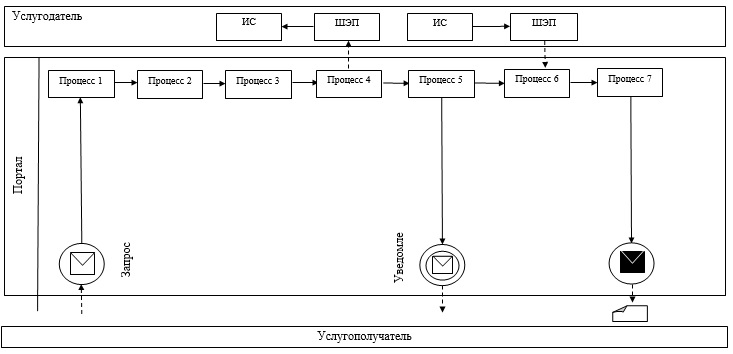 Услугодатель
ИС
ШЭП
ИС
ШЭП
Портал
Процесс 1
Процесс 2
Процесс 3
Процесс 4
Процесс 5
Процесс 6
Процесс 7
Запрос
Уведомле
Услугополучатель